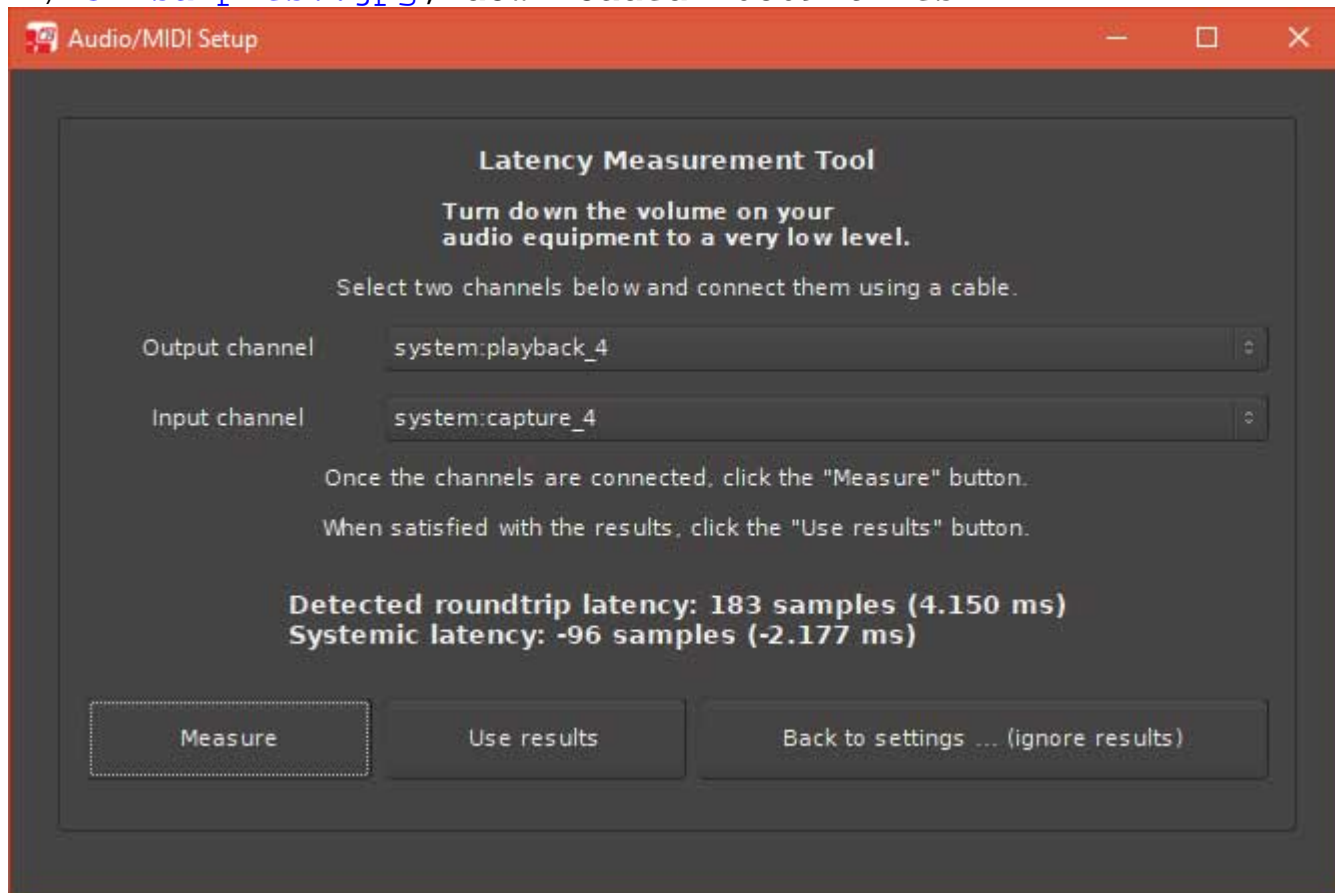 Audio/MIDI Setup
Latency Measurement Tool
Turn down the volume on your
audio equipment to a very low level.
Select two channels below and connect them using a cable.
Output channel system:playback_4
Input channel system:capture_4
Once the channels are connected, click the "Measure" button.
When satisfied with the results, click the "Use results" button.
Detected roundtrip latency: 183 samples (4.150 ms)
Systemic latency: -96 samples (-2.177 ms)
Measure Use results Back to settings ... (ignore results)